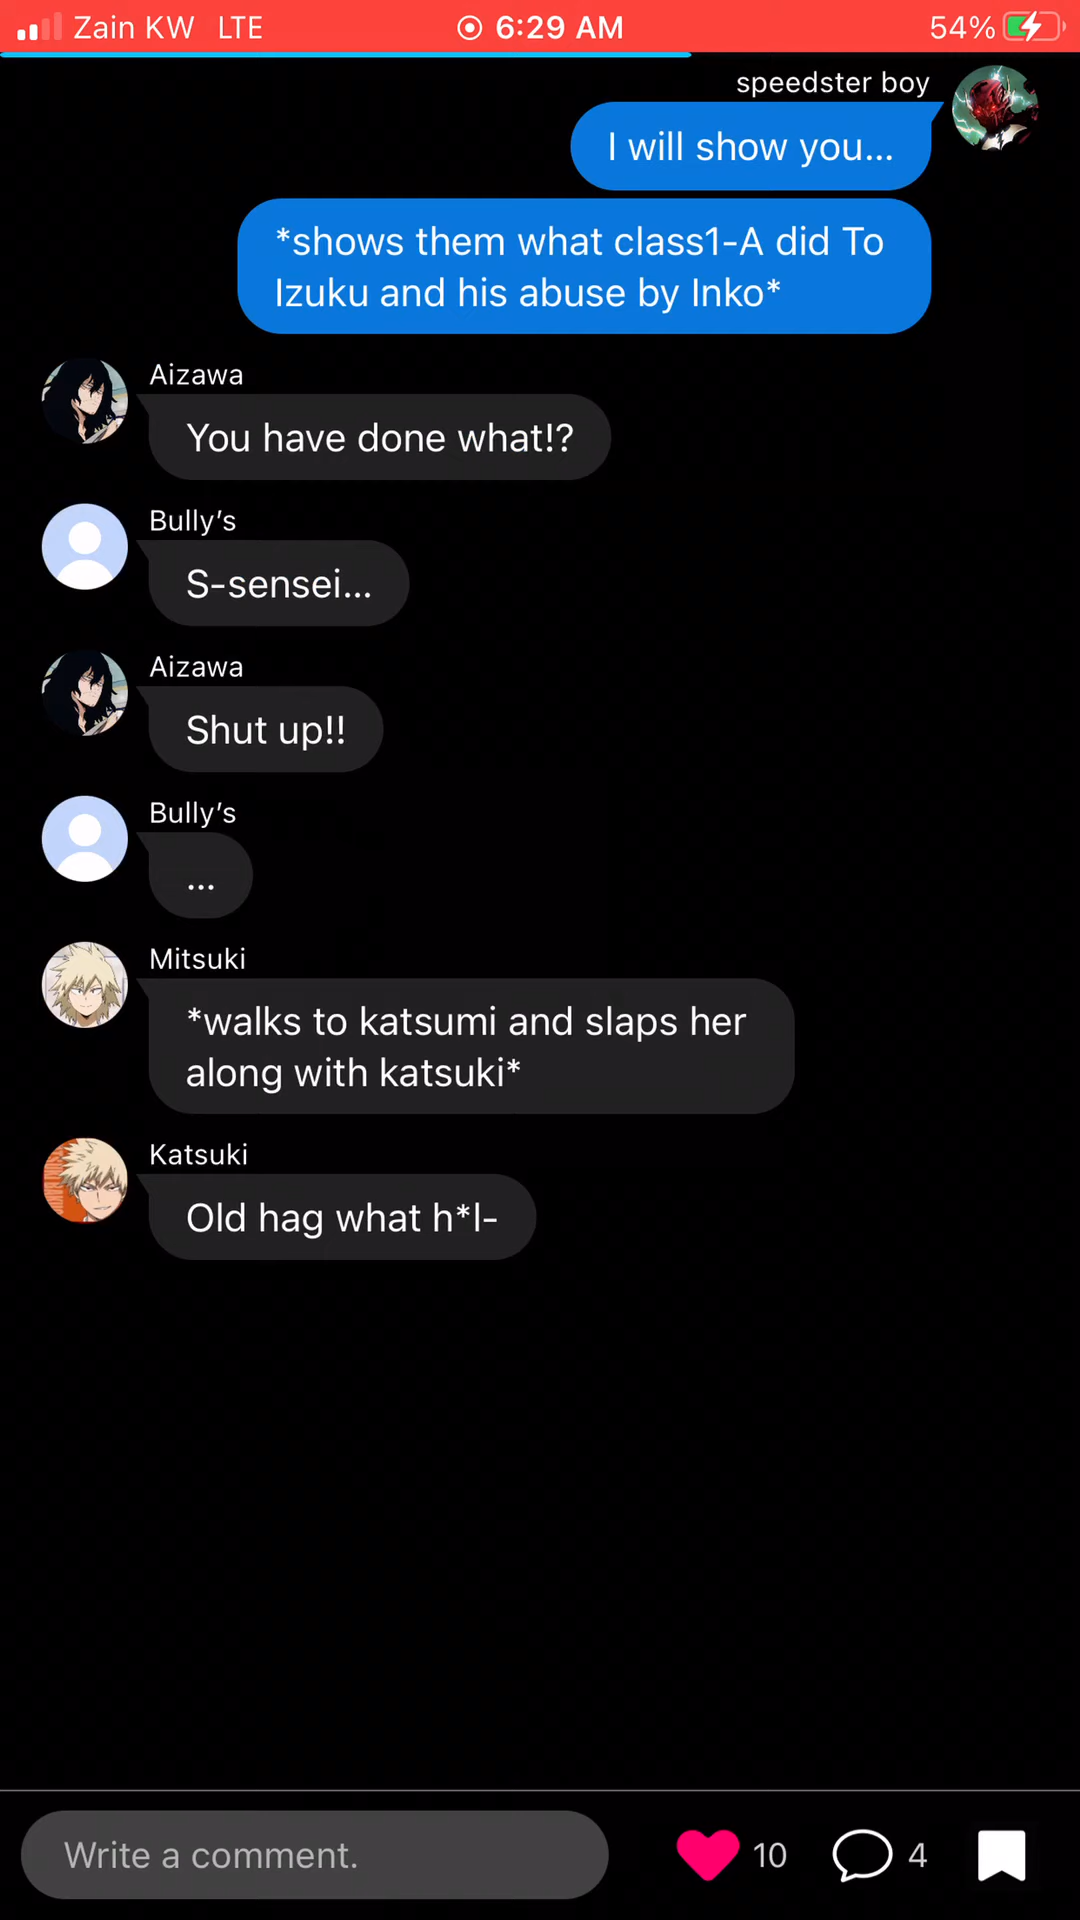 Zain KW LTE 6:29 AM 54%
speedster boy
I will show you...
*shows them what class1-A did To
Izuku and his abuse by Inko*
Aizawa
You have done what!?
Bully’s
S-sensei...
Aizawa
Shut up!!
Bully’s
...
Mitsuki
*walks to katsumi and slaps her
along with katsuki*
Katsuki
Old hag what h*l-
Write a comment. 10 4